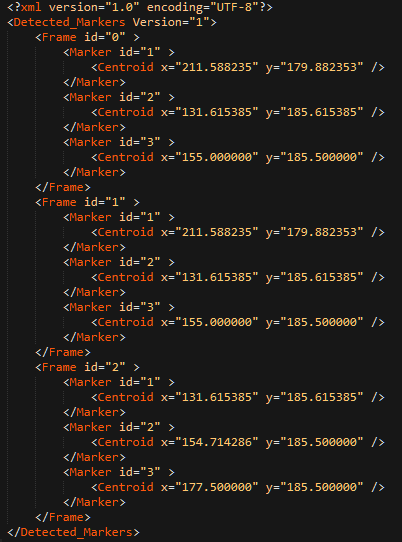 <?xml version="1.0" encoding="UTF-8"?>
<Detected_Markers Version="1">
    <Frame id="0" >
        <Marker id="1" >
            <Centroid x="211.588235" y="179.882353" />
        </Marker>
        <Marker id="2" >
            <Centroid x="131.615385" y="185.615385" />
        </Marker>
        <Marker id="3" >
            <Centroid x="155.000000" y="185.500000" />
        </Marker>
    </Frame>
    <Frame id="1" >
        <Marker id="1" >
            <Centroid x="211.588235" y="179.882353" />
        </Marker>
        <Marker id="2" >
            <Centroid x="131.615385" y="185.615385" />
        </Marker>
        <Marker id="3" >
            <Centroid x="155.000000" y="185.500000" />
        </Marker>
    </Frame>
    <Frame id="2" >
        <Marker id="1" >
            <Centroid x="131.615385" y="185.615385" />
        </Marker>
        <Marker id="2" >
            <Centroid x="154.714286" y="185.500000" />
        </Marker>
        <Marker id="3" >
            <Centroid x="177.500000" y="185.500000" />
        </Marker>
    </Frame>
</Detected_Markers>